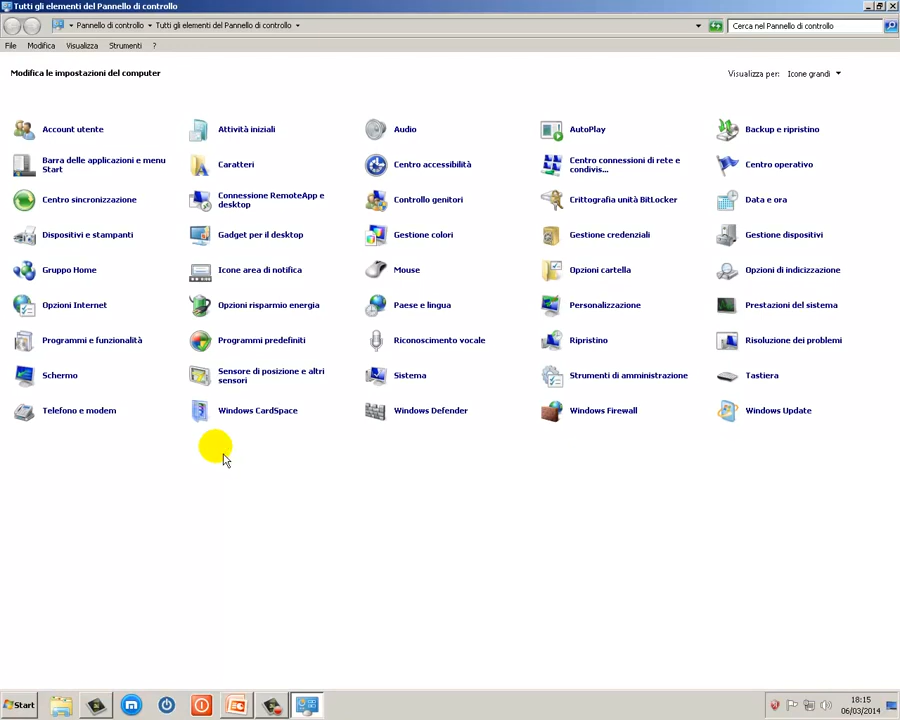 Tutti gli elementi del Pannello di controllo
Pannello di controllo Tutti gli elementi del Pannello di controllo Cerca nel Pannello di controllo
File Modifica Visualizza Strumenti ?
Modifica le impostazioni del computer Visualizza per: Icone grandi
Account utente Attività iniziali Audio AutoPlay Backup e ripristino
Barra delle applicazioni e menu
Start
Caratteri Centro accessibilità
Centro connessioni di rete e
condivis...
Centro operativo
Centro sincronizzazione
Connessione RemoteApp e
desktop
Controllo genitori Crittografia unità BitLocker Data e ora
Dispositivi e stampanti Gadget per il desktop Gestione colori Gestione credenziali Gestione dispositivi
Gruppo Home Icone area di notifica Mouse Opzioni cartella Opzioni di indicizzazione
Opzioni Internet Opzioni risparmio energia Paese e lingua Personalizzazione Prestazioni del sistema
Programmi e funzionalità Programmi predefiniti Riconoscimento vocale Ripristino Risoluzione dei problemi
Schermo
Sensore di posizione e altri
sensori
Sistema Strumenti di amministrazione Tastiera
Telefono e modem Windows CardSpace Windows Defender Windows Firewall Windows Update
Start
18:15
06/03/2014